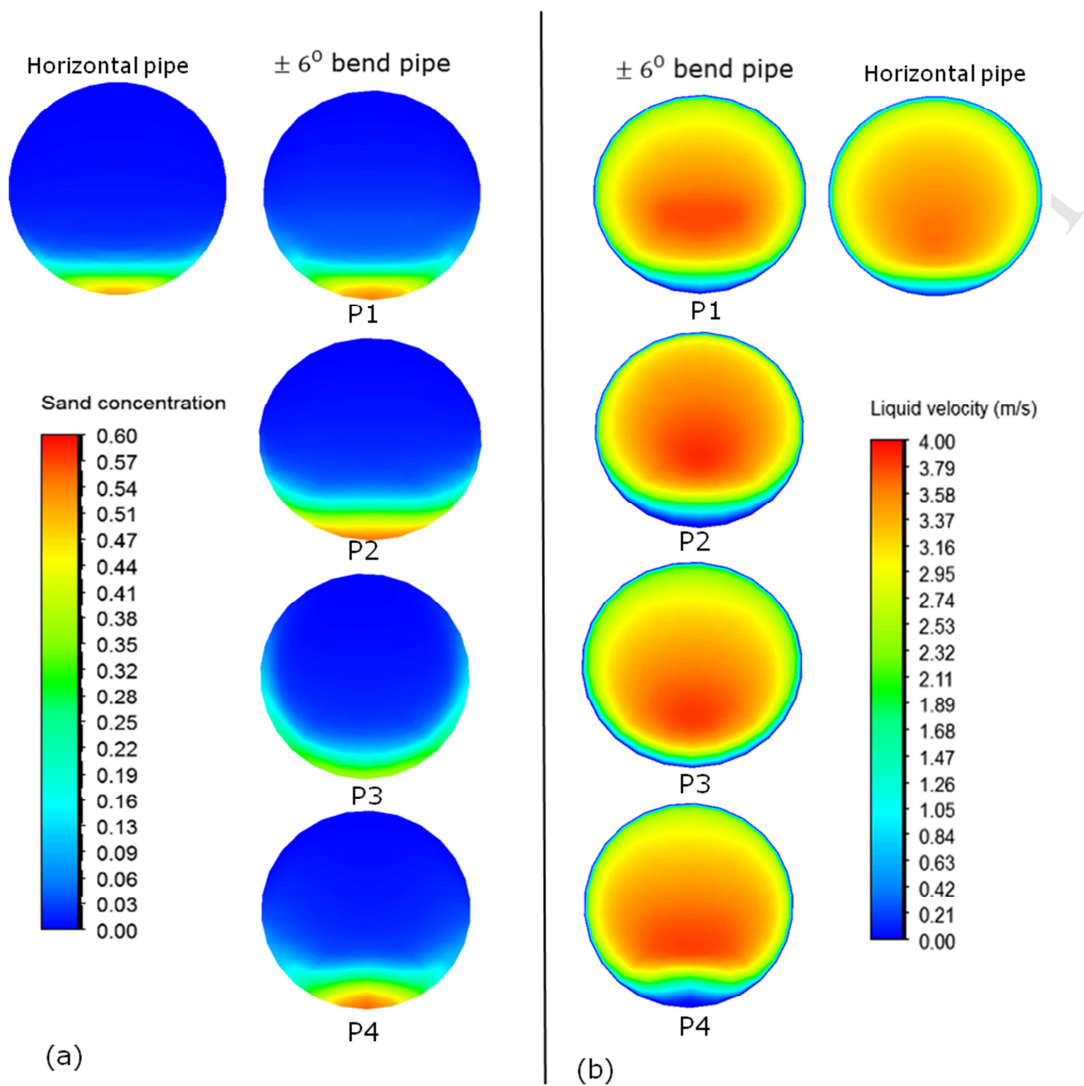 Horizontal pipe
± 6⁰ bend pipe
P1
P2
P3
P4
Sand concentration
0.60
0.57
0.54
0.51
0.47
0.44
0.41
0.38
0.35
0.32
0.28
0.25
0.22
0.19
0.16
0.13
0.09
0.06
0.03
0.00
(a)
± 6⁰ bend pipe
Horizontal pipe
P1
P2
P3
P4
Liquid velocity (m/s)
4.00
3.79
3.58
3.37
3.16
2.95
2.74
2.53
2.32
2.11
1.89
1.68
1.47
1.26
1.05
0.84
0.63
0.42
0.21
0.00
(b)